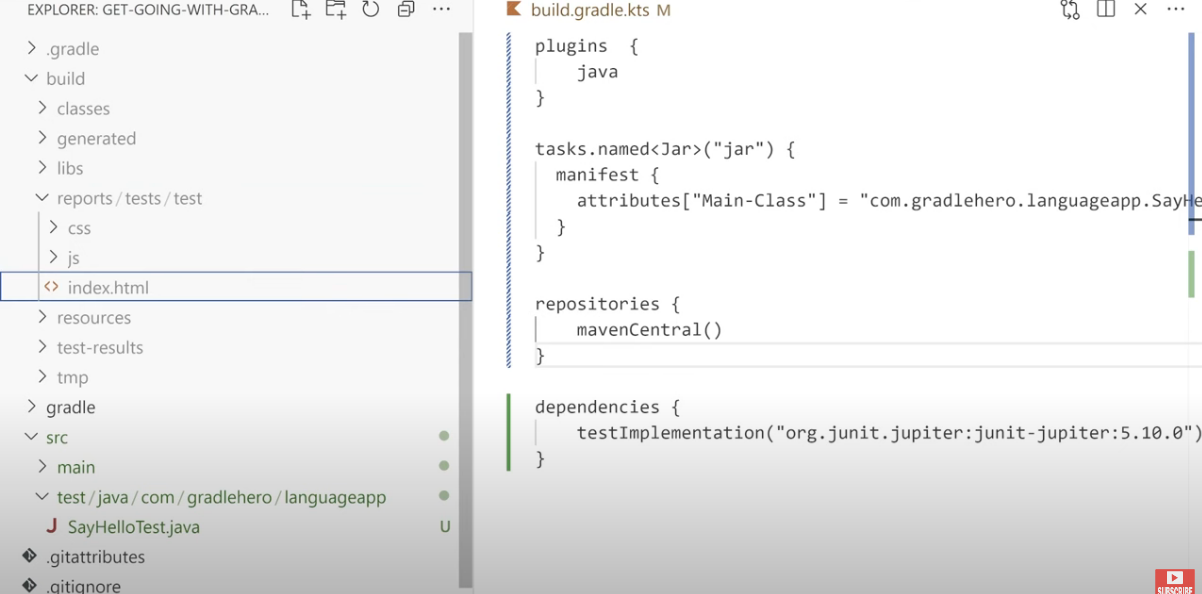 EXPLORER: GET-GOING-WITH-GRA...
.gradle
build
classes
generated
libs
reports/tests/test
css
js
index.html
resources
test-results
tmp
gradle
src
main
test/java/com/gradlehero/languageapp
J SayHelloTest.java U
.gitattributes
.gitignore
build.gradle.kts M
plugins {
    java
}
tasks.named<Jar>("jar") {
  manifest {
    attributes["Main-Class"] = "com.gradlehero.languageapp.SayHe
  }
}
repositories {
    mavenCentral()
}
dependencies {
    testImplementation("org.junit.jupiter:junit-jupiter:5.10.0")
}
SUBSCRIBE